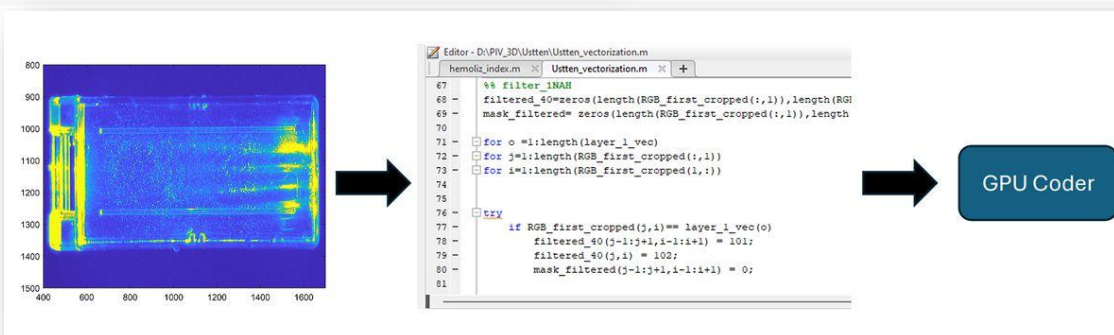 800
900
1000
1100
1200
1300
1400
1500
400 600 800 1000 1200 1400 1600
Editor - D:\PIV_3D\Ustten\Ustten_vectorization.m
hemoliz_index.m × Ustten_vectorization.m × +
67 %% filter_1NAH
68 - filtered_40=zeros(length(RGB_first_cropped(:,1)),length(RGB
69 - mask_filtered= zeros(length(RGB_first_cropped(:,1)),length
70
71 - for o =1:length(layer_1_vec)
72 - for j=1:length(RGB_first_cropped(:,1))
73 - for i=1:length(RGB_first_cropped(1,:))
74
75
76 - try
77 - if RGB_first_cropped(j,i)== layer_1_vec(o)
78 - filtered_40(j-1:j+1,i-1:i+1) = 101;
79 - filtered_40(j,i) = 102;
80 - mask_filtered(j-1:j+1,i-1:i+1) = 0;
81
GPU Coder